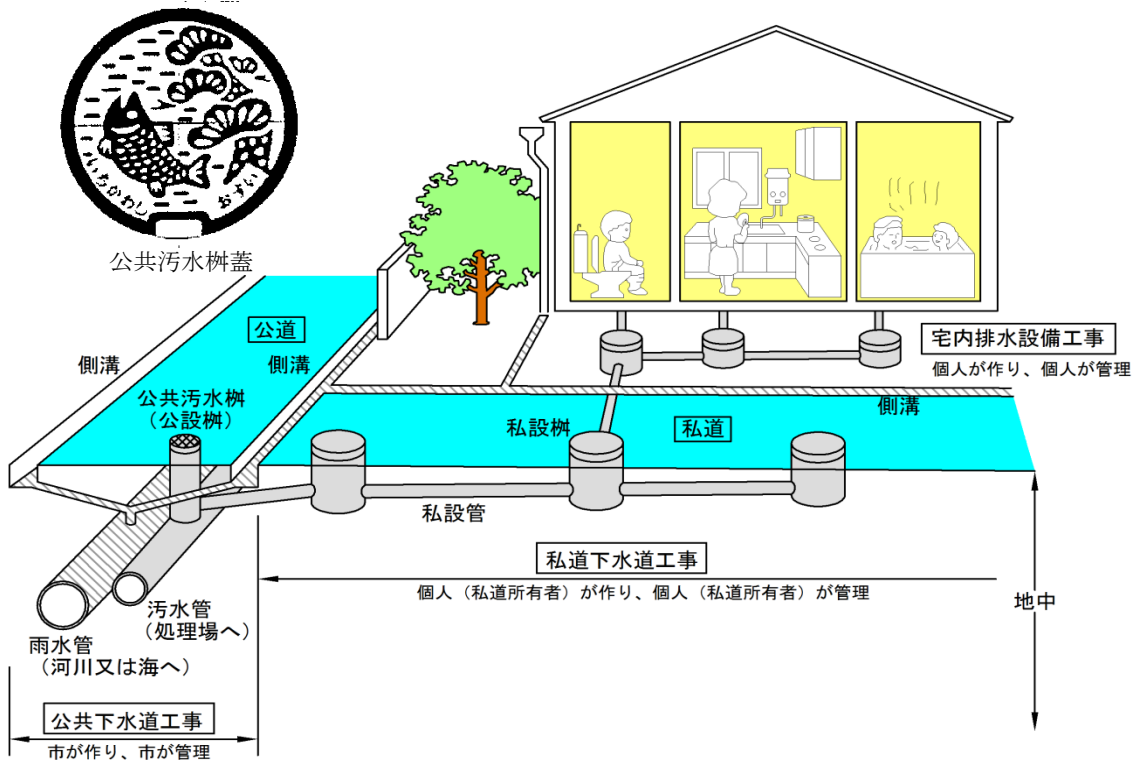 いちかわし
おすい
公共汚水桝蓋
公道
側溝
側溝
公共汚水桝
(公設桝)
宅内排水設備工事
個人が作り、個人が管理
側溝
私設桝
私道
私設管
私道下水道工事
個人(私道所有者)が作り、個人(私道所有者)が管理
地中
汚水管
(処理場へ)
雨水管
(河川又は海へ)
公共下水道工事
市が作り、市が管理